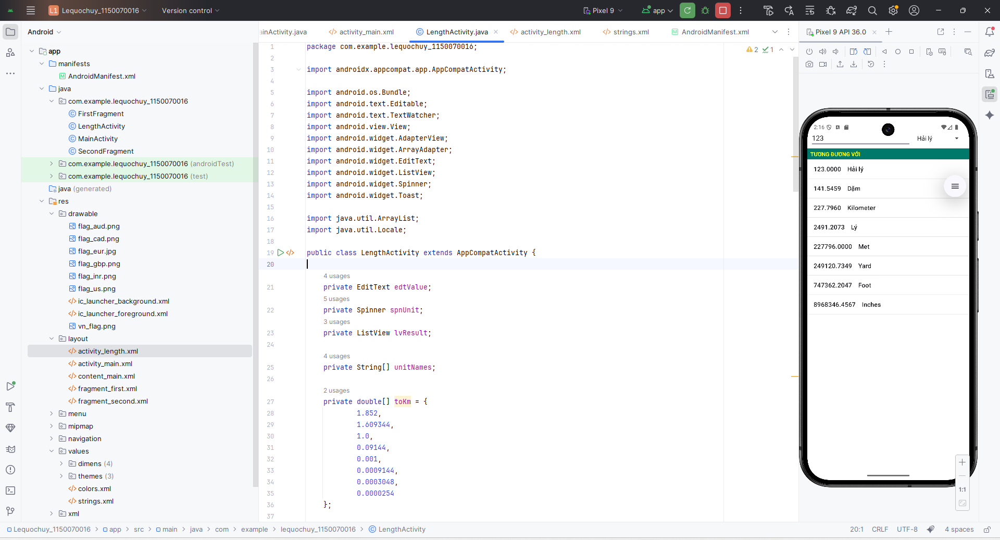 L1 Lequochuy_1150070016 Version control Pixel 9 app
Android
app
manifests
AndroidManifest.xml
java
com.example.lequochuy_1150070016
FirstFragment
LengthActivity
MainActivity
SecondFragment
com.example.lequochuy_1150070016 (androidTest)
com.example.lequochuy_1150070016 (test)
java (generated)
res
drawable
flag_aud.png
flag_cad.png
flag_eur.jpg
flag_gbp.png
flag_inr.png
flag_us.png
ic_launcher_background.xml
ic_launcher_foreground.xml
vn_flag.png
layout
activity_length.xml
activity_main.xml
content_main.xml
fragment_first.xml
fragment_second.xml
menu
mipmap
navigation
values
dimens (4)
themes (3)
colors.xml
strings.xml
xml
ainActivity.java activity_main.xml LengthActivity.java activity_length.xml strings.xml AndroidManifest.xml
2 1
1 package com.example.lequochuy_1150070016;
2
3 import androidx.appcompat.app.AppCompatActivity;
4
5 import android.os.Bundle;
6 import android.text.Editable;
7 import android.text.TextWatcher;
8 import android.view.View;
9 import android.widget.AdapterView;
10 import android.widget.ArrayAdapter;
11 import android.widget.EditText;
12 import android.widget.ListView;
13 import android.widget.Spinner;
14 import android.widget.Toast;
15
16 import java.util.ArrayList;
17 import java.util.Locale;
18
19 public class LengthActivity extends AppCompatActivity {
20
4 usages
21 private EditText edtValue;
5 usages
22 private Spinner spnUnit;
3 usages
23 private ListView lvResult;
24
4 usages
25 private String[] unitNames;
26
2 usages
27 private double[] toKm = {
28 1.852,
29 1.609344,
30 1.0,
31 0.09144,
32 0.001,
33 0.0009144,
34 0.0003048,
35 0.0000254
36 };
37
Pixel 9 API 36.0
2:16
123 Hải lý
TƯƠNG ĐƯƠNG VỚI
123.0000 Hải lý
141.5459 Dặm
227.7960 Kilometer
2491.2073 Lý
227796.0000 Met
249120.7349 Yard
747362.2047 Foot
8968346.4567 Inches
1:1
Lequochuy_1150070016 > app > src > main > java > com > example > lequochuy_1150070016 > LengthActivity
20:1 CRLF UTF-8 4 spaces